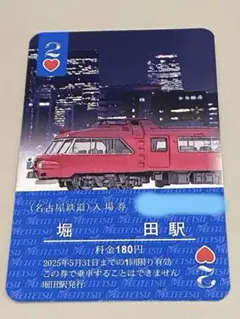 2
(名古屋鉄道)入場券
堀田駅
料金180円
2025年5月31日までの1回限り有効
この券で乗車することはできません
堀田駅発行
2
MEITETSU